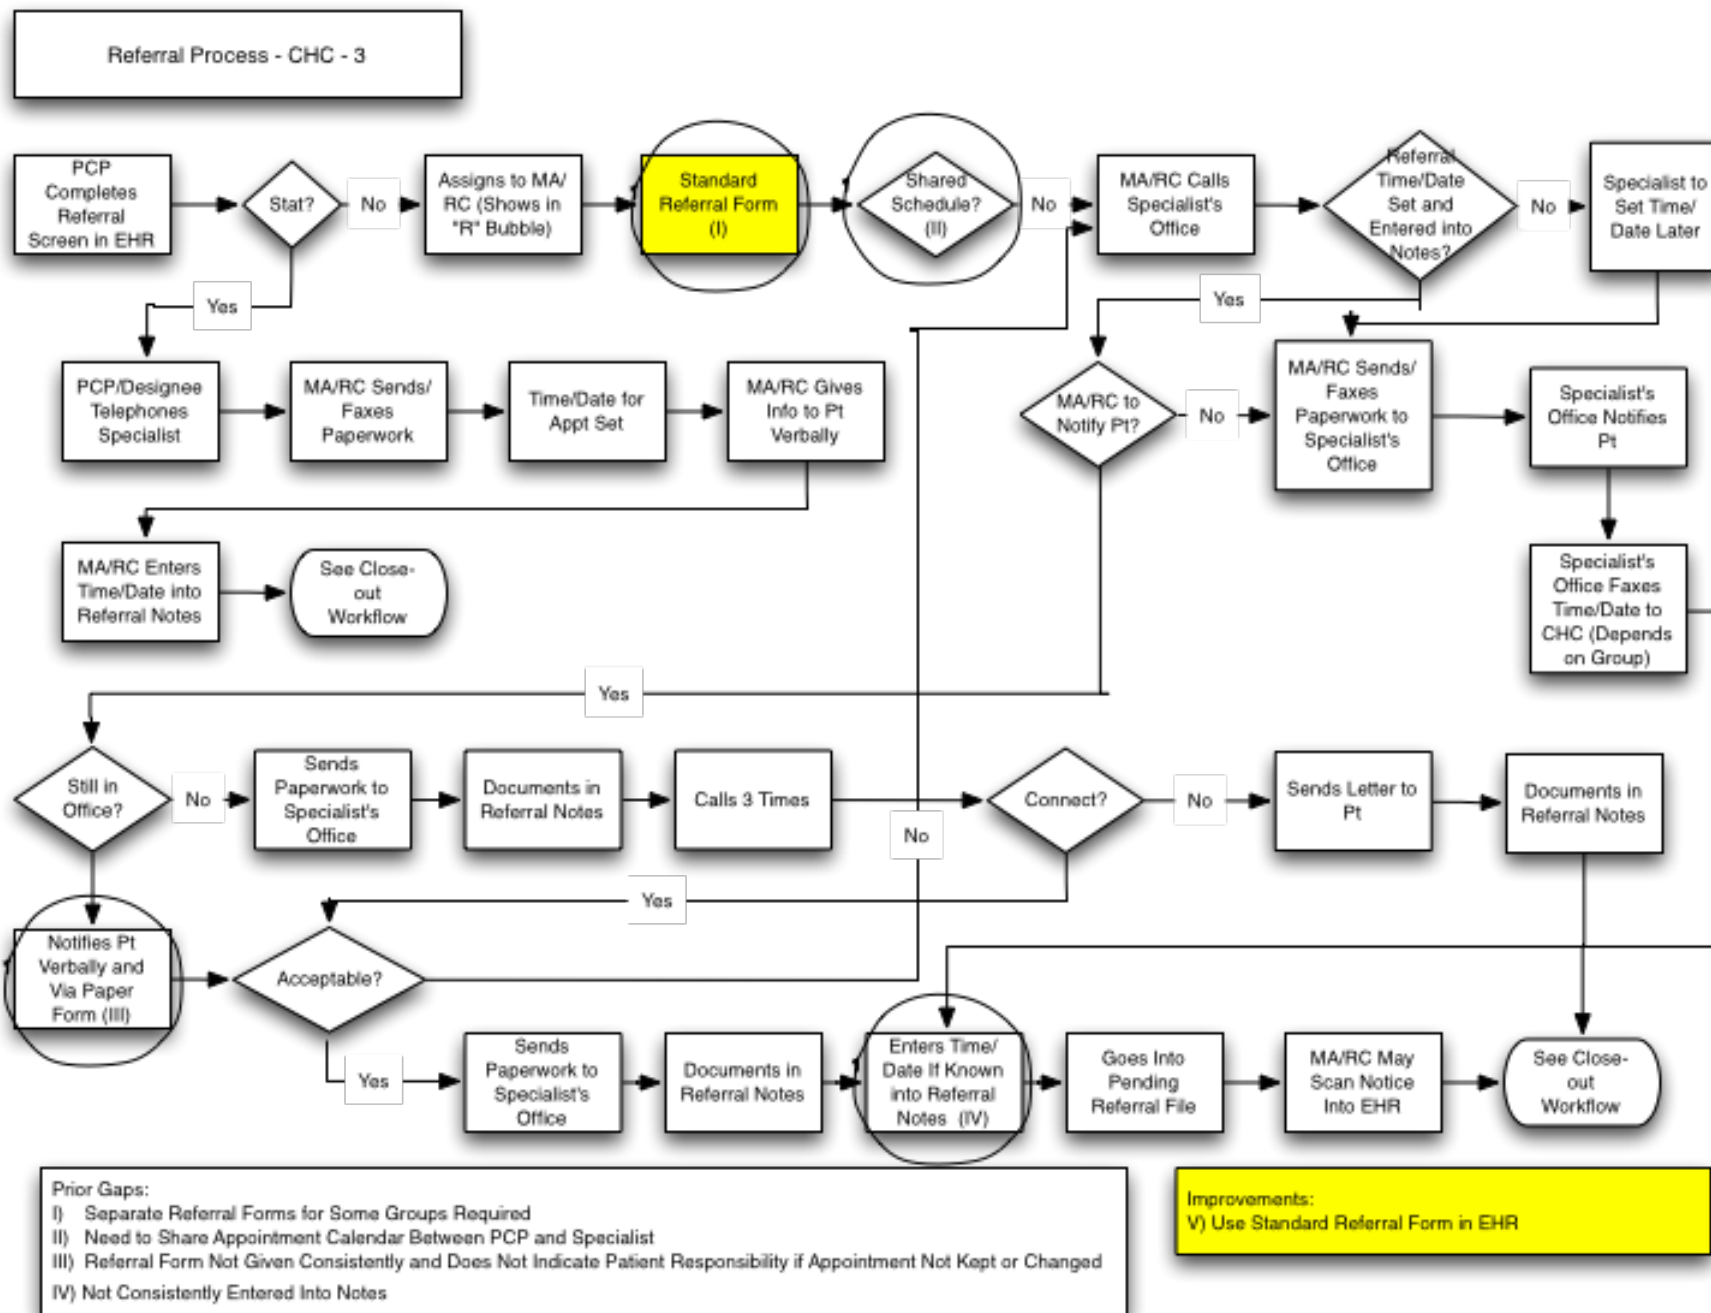 Referral Process - CHC - 3
PCP
Completes
Referral
Screen in EHR
Stat?
No
Assigns to MA/
RC (Shows in
"R" Bubble)
Standard
Referral Form
(I)
Shared
Schedule?
(II)
No
MA/RC Calls
Specialist's
Office
Referral
Time/Date
Set and
Entered into
Notes?
No
Specialist to
Set Time/
Date Later
Yes
Yes
PCP/Designee
Telephones
Specialist
MA/RC Sends/
Faxes
Paperwork
Time/Date for
Appt Set
MA/RC Gives
Info to Pt
Verbally
MA/RC to
Notify Pt?
No
MA/RC Sends/
Faxes
Paperwork to
Specialist's
Office
Specialist's
Office Notifies
Pt
MA/RC Enters
Time/Date into
Referral Notes
See Close-
out
Workflow
Specialist's
Office Faxes
Time/Date to
CHC (Depends
on Group)
Yes
Still in
Office?
No
Sends
Paperwork to
Specialist's
Office
Documents in
Referral Notes
Calls 3 Times
No
Connect?
No
Sends Letter to
Pt
Documents in
Referral Notes
Yes
Notifies Pt
Verbally and
Via Paper
Form (III)
Acceptable?
Yes
Sends
Paperwork to
Specialist's
Office
Documents in
Referral Notes
Enters Time/
Date If Known
into Referral
Notes (IV)
Goes Into
Pending
Referral File
MA/RC May
Scan Notice
Into EHR
See Close-
out
Workflow
Prior Gaps:
I) Separate Referral Forms for Some Groups Required
II) Need to Share Appointment Calendar Between PCP and Specialist
III) Referral Form Not Given Consistently and Does Not Indicate Patient Responsibility if Appointment Not Kept or Changed
IV) Not Consistently Entered Into Notes
Improvements:
V) Use Standard Referral Form in EHR